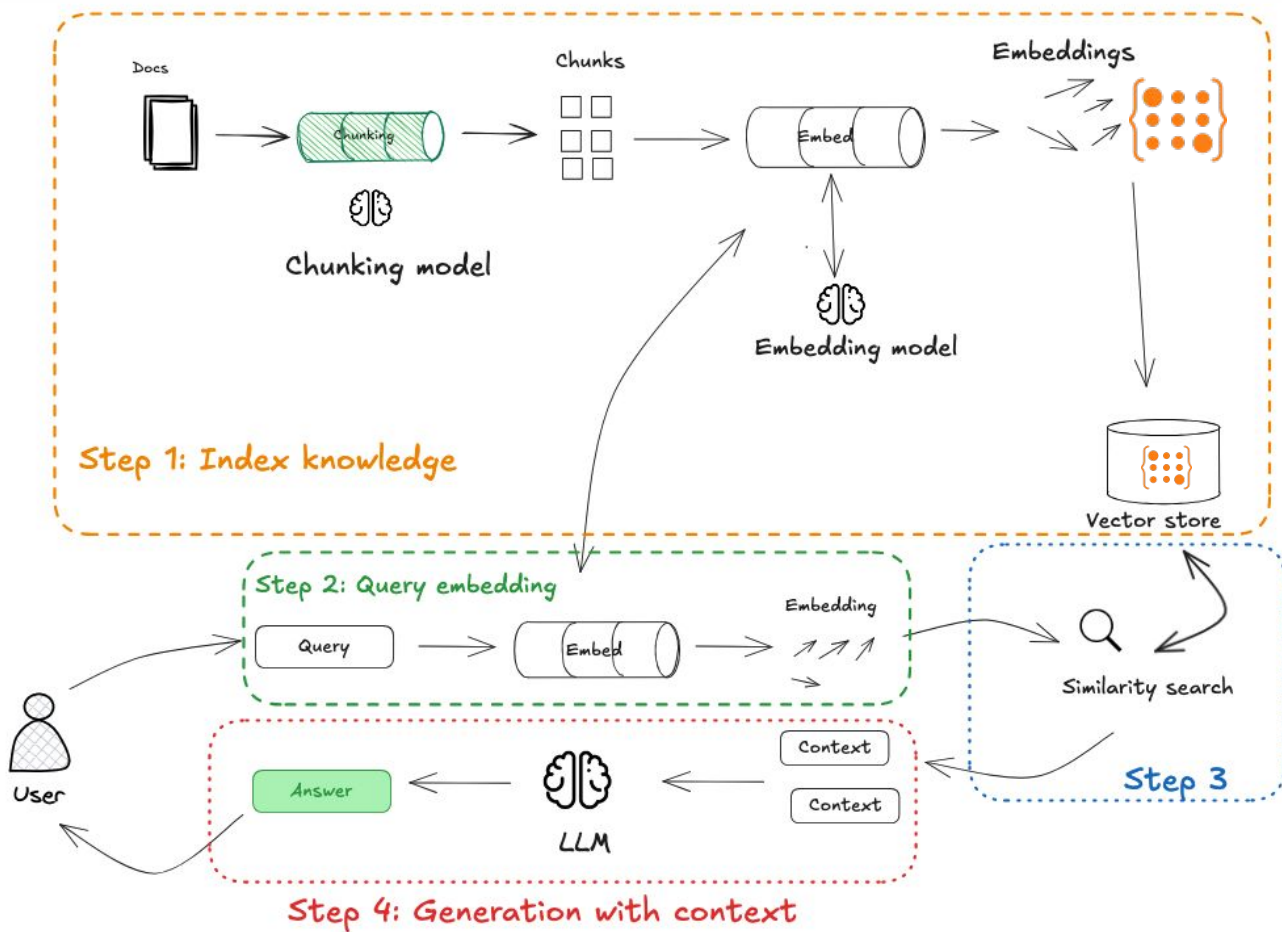 Docs
Chunking
Chunking model
Chunks
Embed
Embedding model
Embeddings
Vector store
Step 1: Index knowledge
Step 2: Query embedding
Query
Embed
Embedding
Similarity search
Step 3
User
Answer
LLM
Context
Context
Step 4: Generation with context